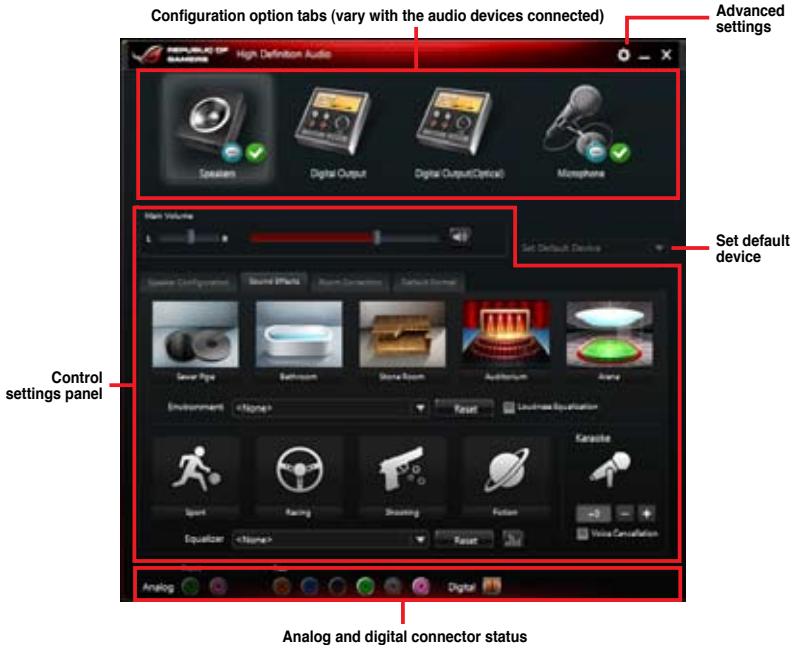 Configuration option tabs (vary with the audio devices connected)
Advanced
settings
REPUBLIC OF
GAMERS
High Definition Audio
Speakers
Digital Output
Digital Output(Optical)
Microphone
Main Volume
L
R
Set Default Device
Set default
device
Speaker Configuration
Sound Effects
Room Correction
Default Format
Control
settings panel
Sewer Pipe
Bathroom
Stone Room
Auditorium
Arena
Environment
<None>
Reset
Loudness Equalization
Karaoke
Sport
Racing
Shooting
Fiction
Equalizer
<None>
Reset
Voice Cancellation
Analog
Digital
Analog and digital connector status